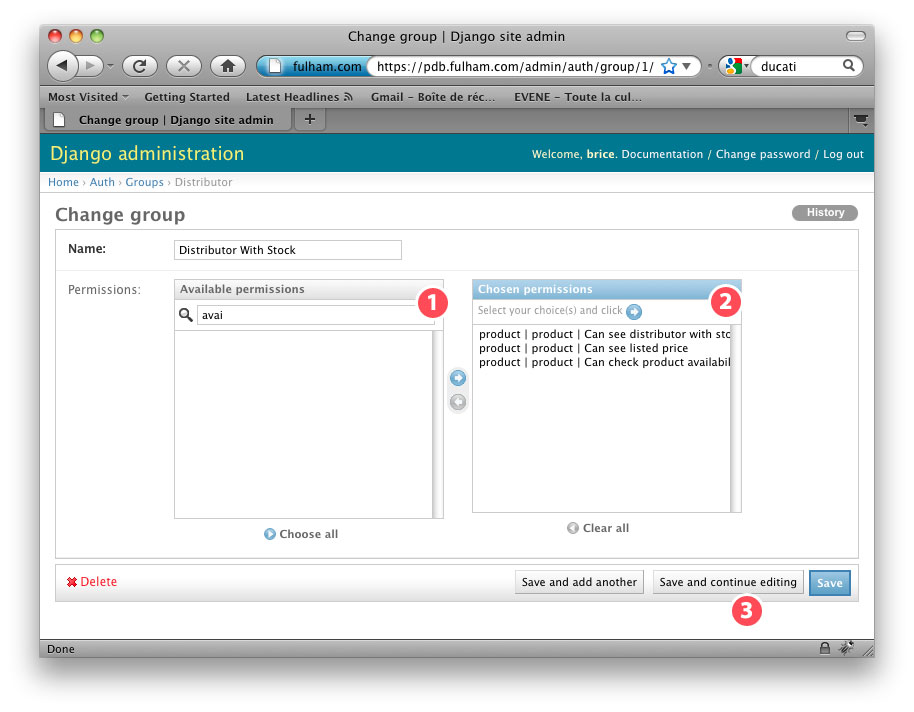 Change group | Django site admin
fulham.com https://pdb.fulham.com/admin/auth/group/1/ ducati
Most Visited Getting Started Latest Headlines Gmail – Boîte de réc... EVENE – Toute la cul...
Change group | Django site admin +
Django administration
Welcome, brice. Documentation / Change password / Log out
Home › Auth › Groups › Distributor
Change group
History
Name: Distributor With Stock
Permissions:
Available permissions
1
avai
Choose all
Chosen permissions
2
Select your choice(s) and click
product | product | Can see distributor with sto
product | product | Can see listed price
product | product | Can check product availabil
Clear all
Delete
Save and add another Save and continue editing Save
3
Done